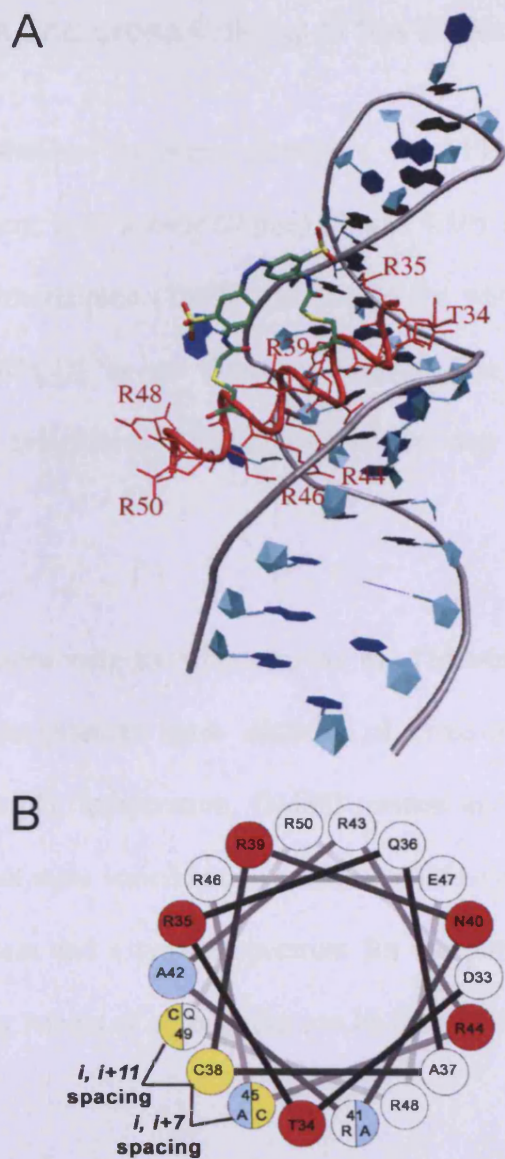 A
R35
T34
R39
R48
R44
R46
R50
B
R50
R43
R39
Q36
R46
E47
R35
N40
A42
D33
C Q
49
R44
i, i+11
spacing
C38
A37
45
A C
R48
41
R A
T34
i, i+7
spacing